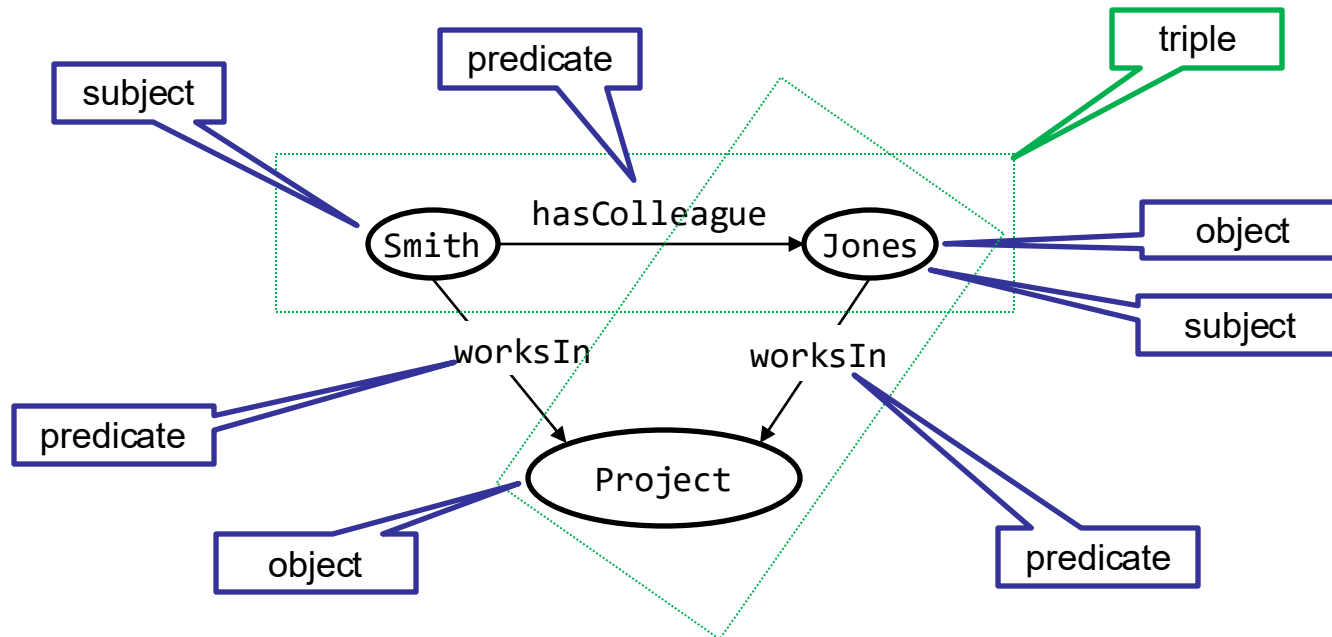 triple
predicate
subject
hasColleague
Smith
Jones
object
subject
worksIn
worksIn
predicate
Project
object
predicate